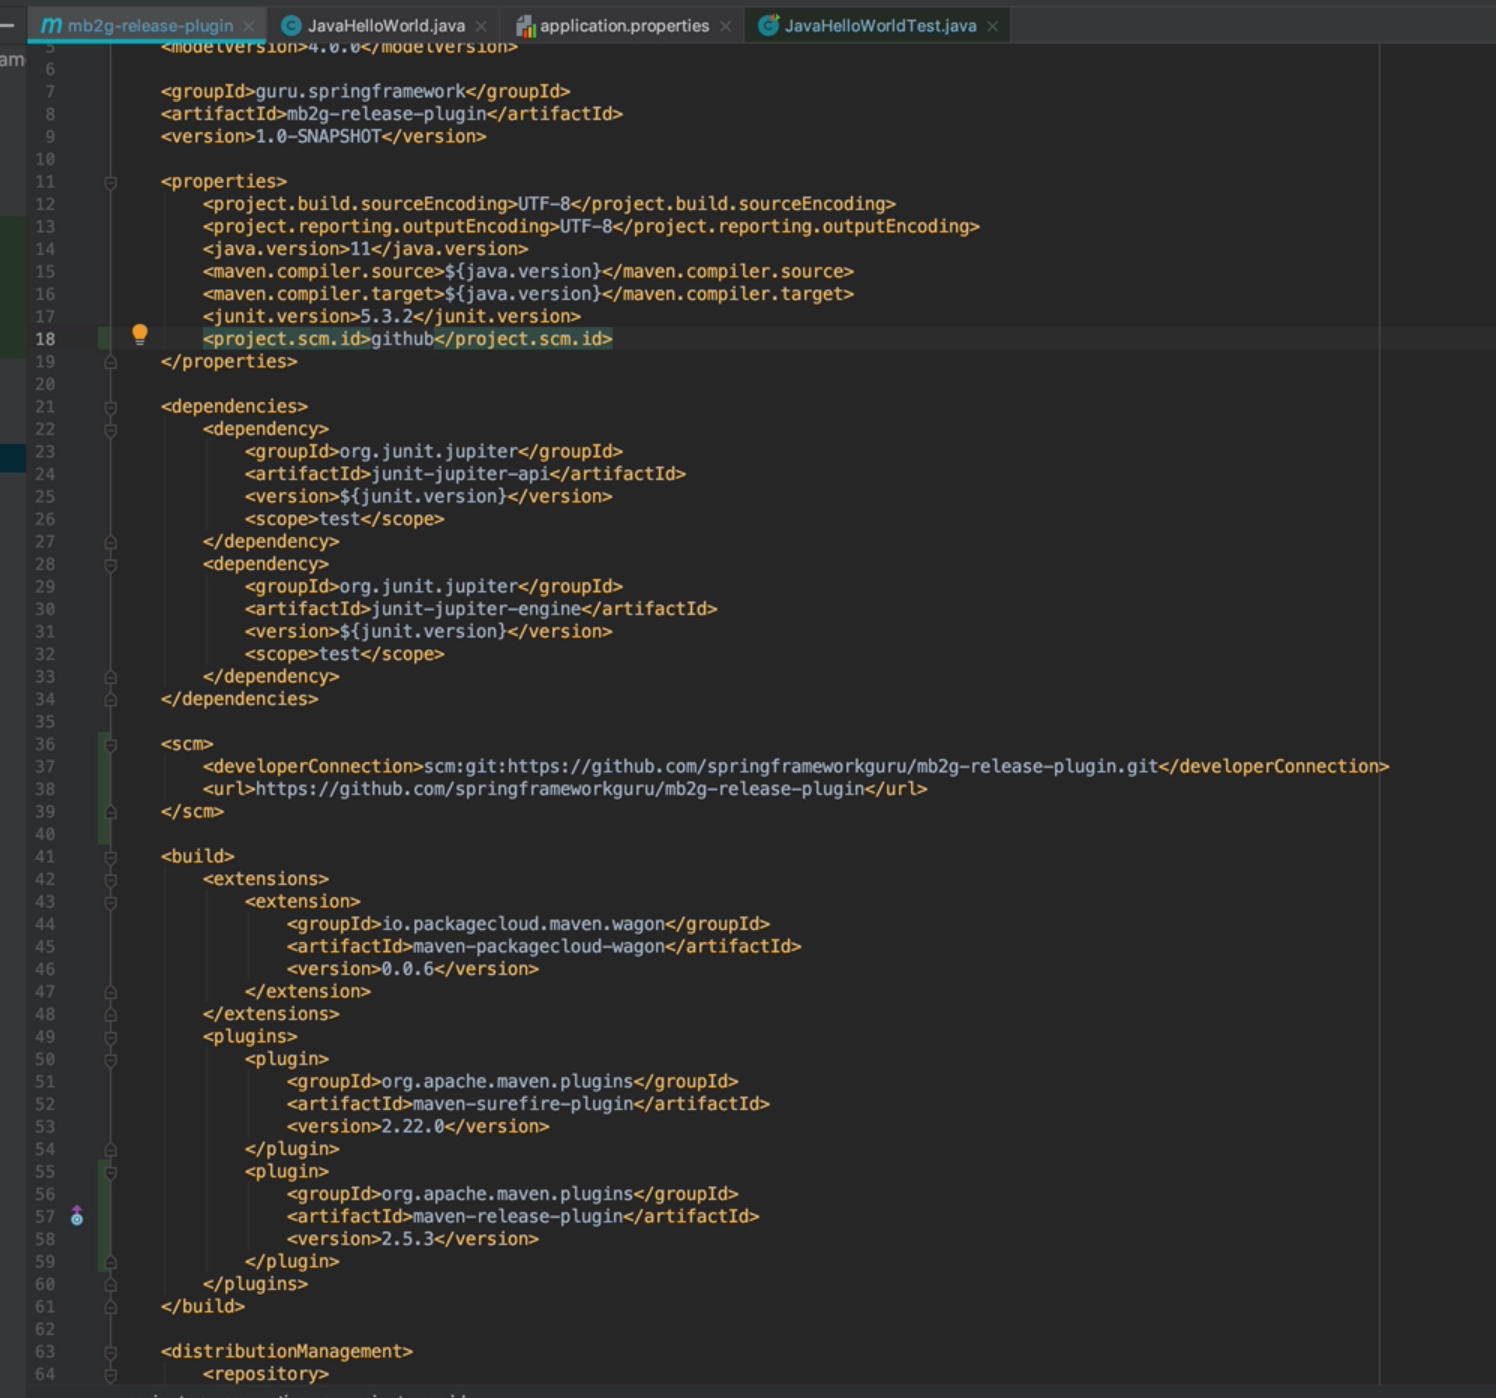 mb2g-release-plugin
JavaHelloWorld.java
application.properties
JavaHelloWorldTest.java
am
5 <modelVersion>4.0.0</modelVersion>
6
7 <groupId>guru.springframework</groupId>
8 <artifactId>mb2g-release-plugin</artifactId>
9 <version>1.0-SNAPSHOT</version>
10
11 <properties>
12 <project.build.sourceEncoding>UTF-8</project.build.sourceEncoding>
13 <project.reporting.outputEncoding>UTF-8</project.reporting.outputEncoding>
14 <java.version>11</java.version>
15 <maven.compiler.source>${java.version}</maven.compiler.source>
16 <maven.compiler.target>${java.version}</maven.compiler.target>
17 <junit.version>5.3.2</junit.version>
18 <project.scm.id>github</project.scm.id>
19 </properties>
20
21 <dependencies>
22 <dependency>
23 <groupId>org.junit.jupiter</groupId>
24 <artifactId>junit-jupiter-api</artifactId>
25 <version>${junit.version}</version>
26 <scope>test</scope>
27 </dependency>
28 <dependency>
29 <groupId>org.junit.jupiter</groupId>
30 <artifactId>junit-jupiter-engine</artifactId>
31 <version>${junit.version}</version>
32 <scope>test</scope>
33 </dependency>
34 </dependencies>
35
36 <scm>
37 <developerConnection>scm:git:https://github.com/springframeworkguru/mb2g-release-plugin.git</developerConnection>
38 <url>https://github.com/springframeworkguru/mb2g-release-plugin</url>
39 </scm>
40
41 <build>
42 <extensions>
43 <extension>
44 <groupId>io.packagecloud.maven.wagon</groupId>
45 <artifactId>maven-packagecloud-wagon</artifactId>
46 <version>0.0.6</version>
47 </extension>
48 </extensions>
49 <plugins>
50 <plugin>
51 <groupId>org.apache.maven.plugins</groupId>
52 <artifactId>maven-surefire-plugin</artifactId>
53 <version>2.22.0</version>
54 </plugin>
55 <plugin>
56 <groupId>org.apache.maven.plugins</groupId>
57 <artifactId>maven-release-plugin</artifactId>
58 <version>2.5.3</version>
59 </plugin>
60 </plugins>
61 </build>
62
63 <distributionManagement>
64 <repository>